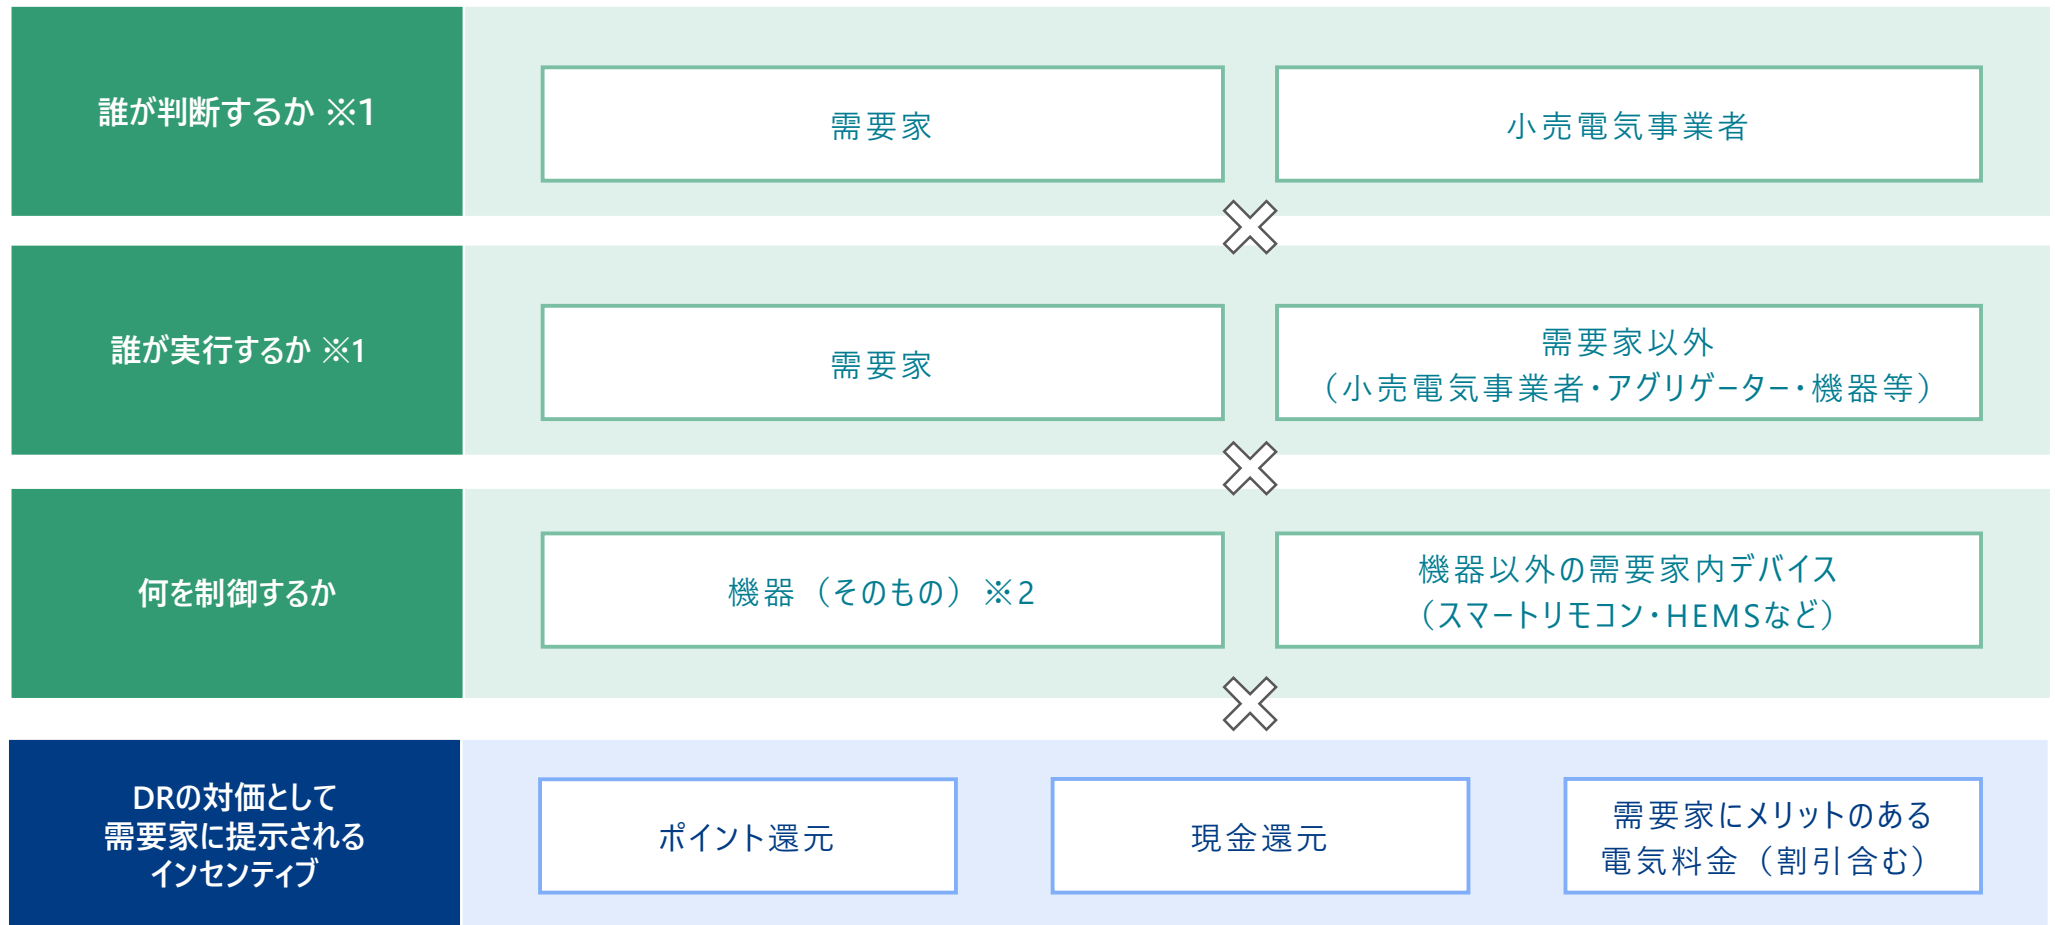 誰が判断するか ※1
需要家
小売電気事業者
誰が実行するか ※1
需要家
需要家以外
（小売電気事業者・アグリゲーター・機器等）
何を制御するか
機器（そのもの）※2
機器以外の需要家内デバイス
（スマートリモコン・HEMSなど）
DRの対価として
需要家に提示される
インセンティブ
ポイント還元
現金還元
需要家にメリットのある
電気料金（割引含む）